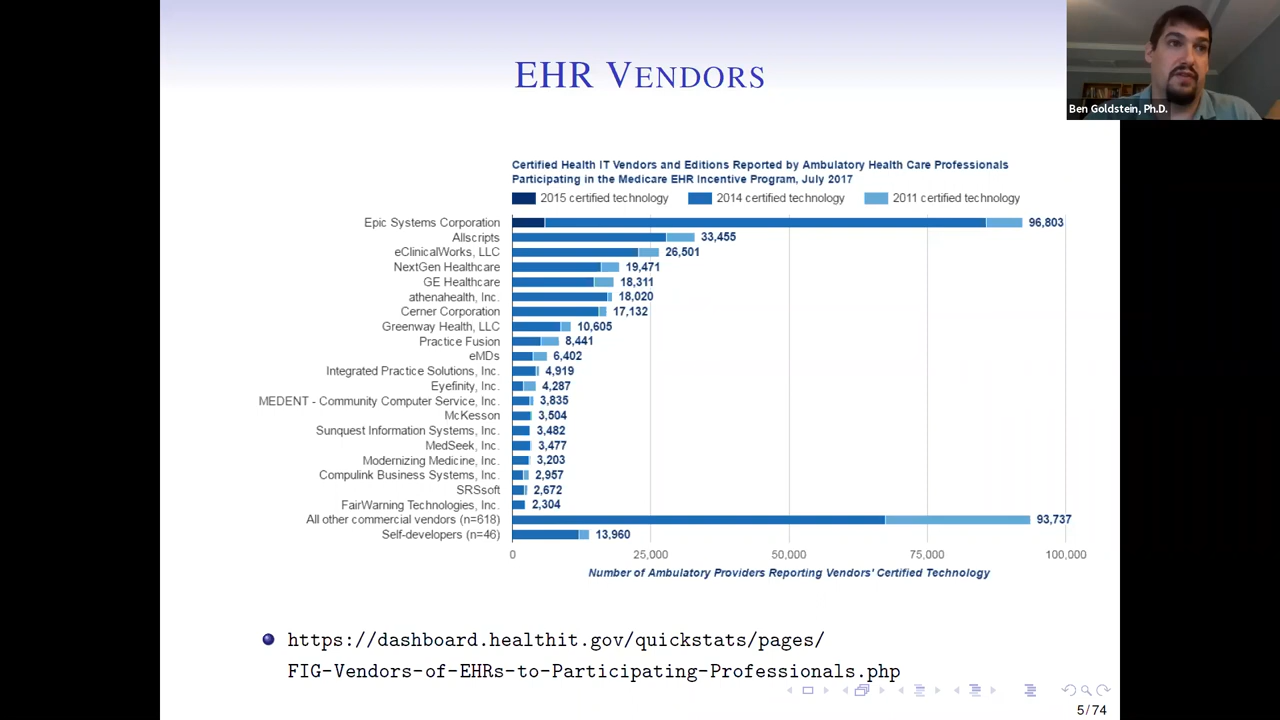 EHR VENDORS
Ben Goldstein, Ph.D.
Certified Health IT Vendors and Editions Reported by Ambulatory Health Care Professionals
Participating in the Medicare EHR Incentive Program, July 2017
2015 certified technology 2014 certified technology 2011 certified technology
Epic Systems Corporation 96,803
Allscripts 33,455
eClinicalWorks, LLC 26,501
NextGen Healthcare 19,471
GE Healthcare 18,311
athenahealth, Inc. 18,020
Cerner Corporation 17,132
Greenway Health, LLC 10,605
Practice Fusion 8,441
eMDs 6,402
Integrated Practice Solutions, Inc. 4,919
Eyefinity, Inc. 4,287
MEDENT - Community Computer Service, Inc. 3,835
McKesson 3,504
Sunquest Information Systems, Inc. 3,482
MedSeek, Inc. 3,477
Modernizing Medicine, Inc. 3,203
Compulink Business Systems, Inc. 2,957
SRSsoft 2,672
FairWarning Technologies, Inc. 2,304
All other commercial vendors (n=618) 93,737
Self-developers (n=46) 13,960
0 25,000 50,000 75,000 100,000
Number of Ambulatory Providers Reporting Vendors' Certified Technology
https://dashboard.healthit.gov/quickstats/pages/
FIG-Vendors-of-EHRs-to-Participating-Professionals.php
5/74